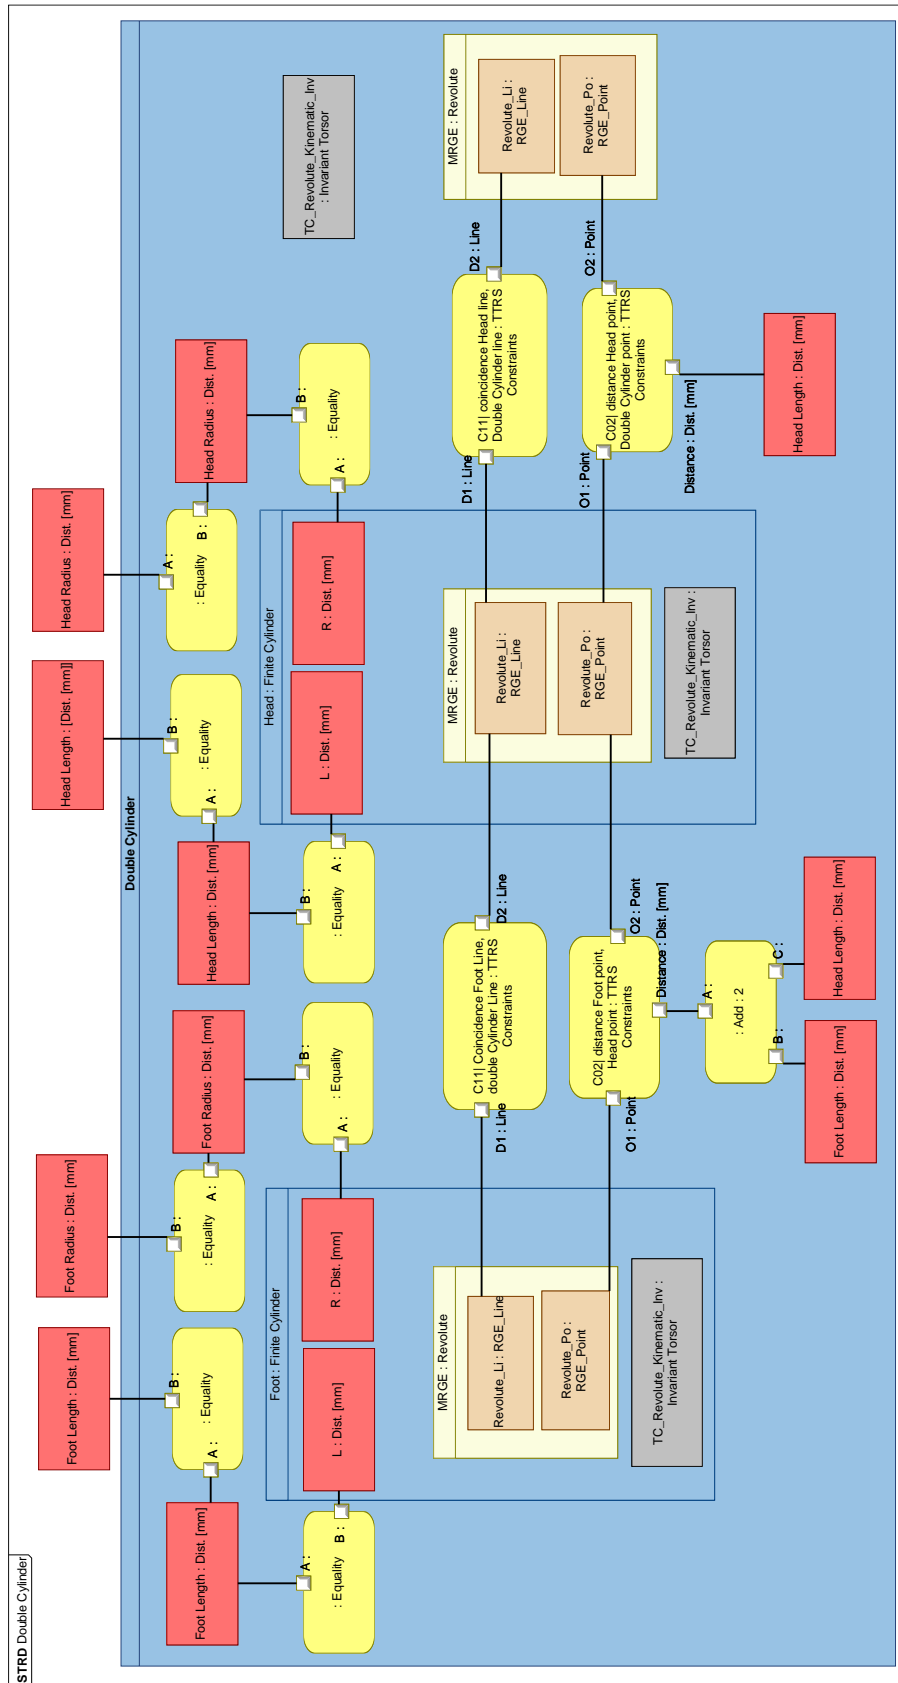 STRD Double Cylinder
Foot Length : Dist. [mm]
Foot Radius : Dist. [mm]
Head Length : [Dist. [mm]]
Head Radius : Dist. [mm]
Double Cylinder
B :
: Equality
A :
B :
: Equality
A :
B :
: Equality
A :
A :
: Equality
B :
Foot Length : Dist. [mm]
Foot Radius : Dist. [mm]
Head Length : Dist. [mm]
Head Radius : Dist. [mm]
A :
: Equality
B :
B :
: Equality
A :
B :
: Equality
A :
B :
: Equality
A :
TC_Revolute_Kinematic_Inv
: Invariant Torsor
Foot : Finite Cylinder
L : Dist. [mm]
R : Dist. [mm]
Head : Finite Cylinder
L : Dist. [mm]
R : Dist. [mm]
MRGE : Revolute
Revolute_Li : RGE_Line
Revolute_Po :
RGE_Point
TC_Revolute_Kinematic_Inv :
Invariant Torsor
D1 : Line
C11| Coincidence Foot Line,
double Cylinder Line : TTRS
Constraints
D2 : Line
O1 : Point
C02| distance Foot point,
Head point : TTRS
Constraints
O2 : Point
Distance : Dist. [mm]
A :
: Add : 2
B :
C :
Foot Length : Dist. [mm]
Head Length : Dist. [mm]
MRGE : Revolute
Revolute_Li :
RGE_Line
Revolute_Po :
RGE_Point
TC_Revolute_Kinematic_Inv :
Invariant Torsor
D1 : Line
C11| coincidence Head line,
Double Cylinder line : TTRS
Constraints
D2 : Line
O1 : Point
C02| distance Head point,
Double Cylinder point : TTRS
Constraints
O2 : Point
Distance : Dist. [mm]
Head Length : Dist. [mm]
MRGE : Revolute
Revolute_Li :
RGE_Line
Revolute_Po :
RGE_Point